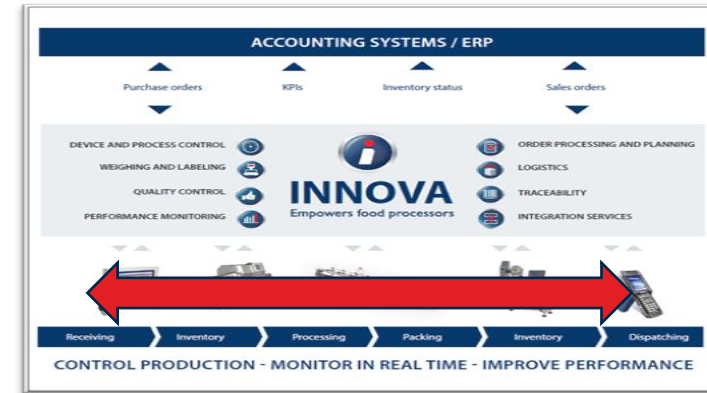 ACCOUNTING SYSTEMS / ERP
Purchase orders
KPIs
Inventory status
Sales orders
DEVICE AND PROCESS CONTROL
WEIGHING AND LABELING
QUALITY CONTROL
PERFORMANCE MONITORING
i
INNOVA
Empowers food processors
ORDER PROCESSING AND PLANNING
LOGISTICS
TRACEABILITY
INTEGRATION SERVICES
Receiving
Inventory
Processing
Packing
Inventory
Dispatching
CONTROL PRODUCTION - MONITOR IN REAL TIME - IMPROVE PERFORMANCE